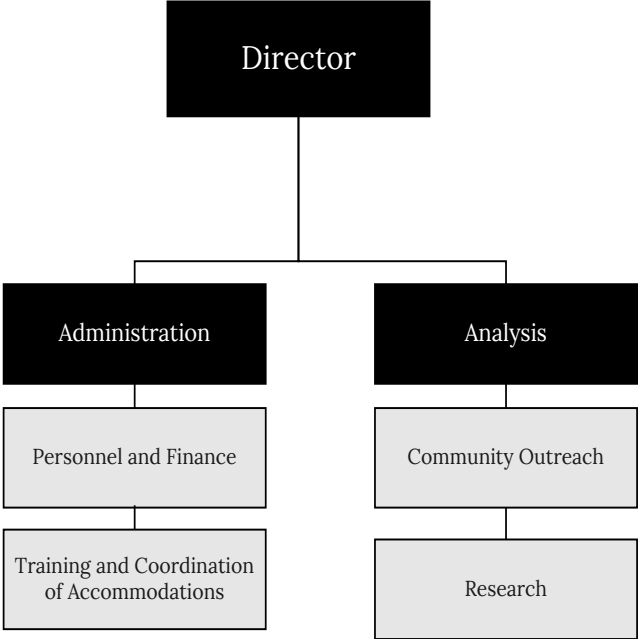 Director
Administration
Analysis
Personnel and Finance
Community Outreach
Training and Coordination
of Accommodations
Research